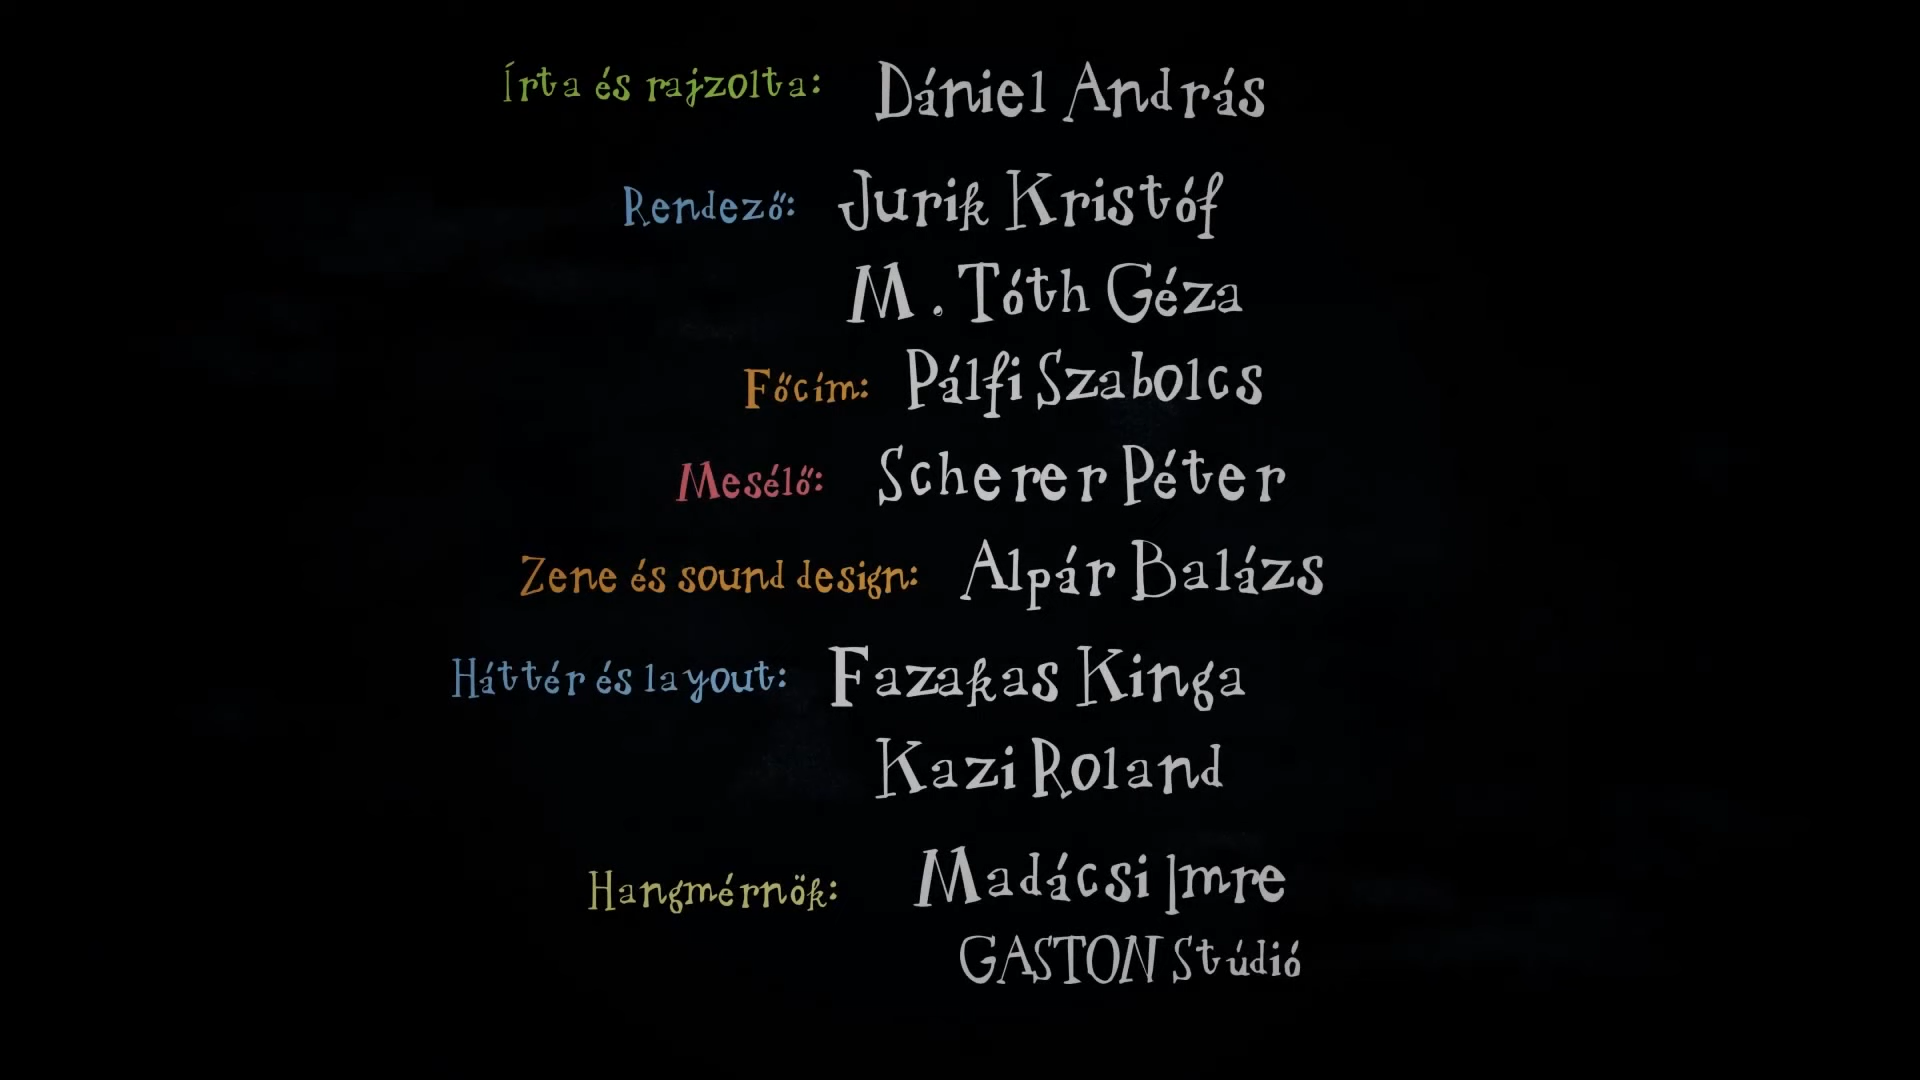 Írta és rajzolta: Dániel András
Rendező: Jurik Kristóf
M. Tóth Géza
Főcím: Pálfi Szabolcs
Mesélő: Scherer Péter
Zene és sound design: Alpár Balázs
Háttér és layout: Fazakas Kinga
Kazi Roland
Hangmérnök: Madácsi Imre
GASTON Stúdió